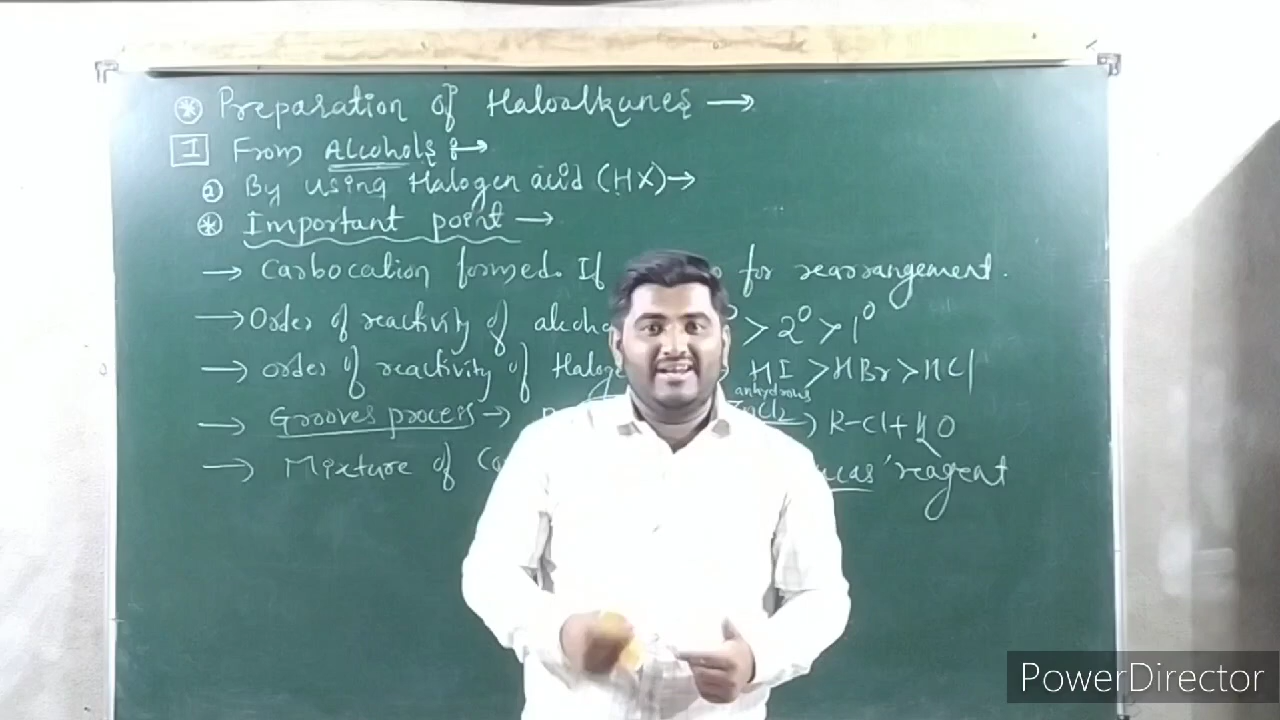 ⊛ Preparation of Haloalkanes →
1 From Alcohols :→
② By using Halogen acid (HX) →
⊛ Important point →
→ Carbocation formed. If for rearrangement.
→ Order of reactivity of > 2° > 1°
→ order of reactivity of HI > HBr > HCl
→ Grooves process → anhydrous R-Cl + H2O
→ Mixture of reagent
PowerDirector